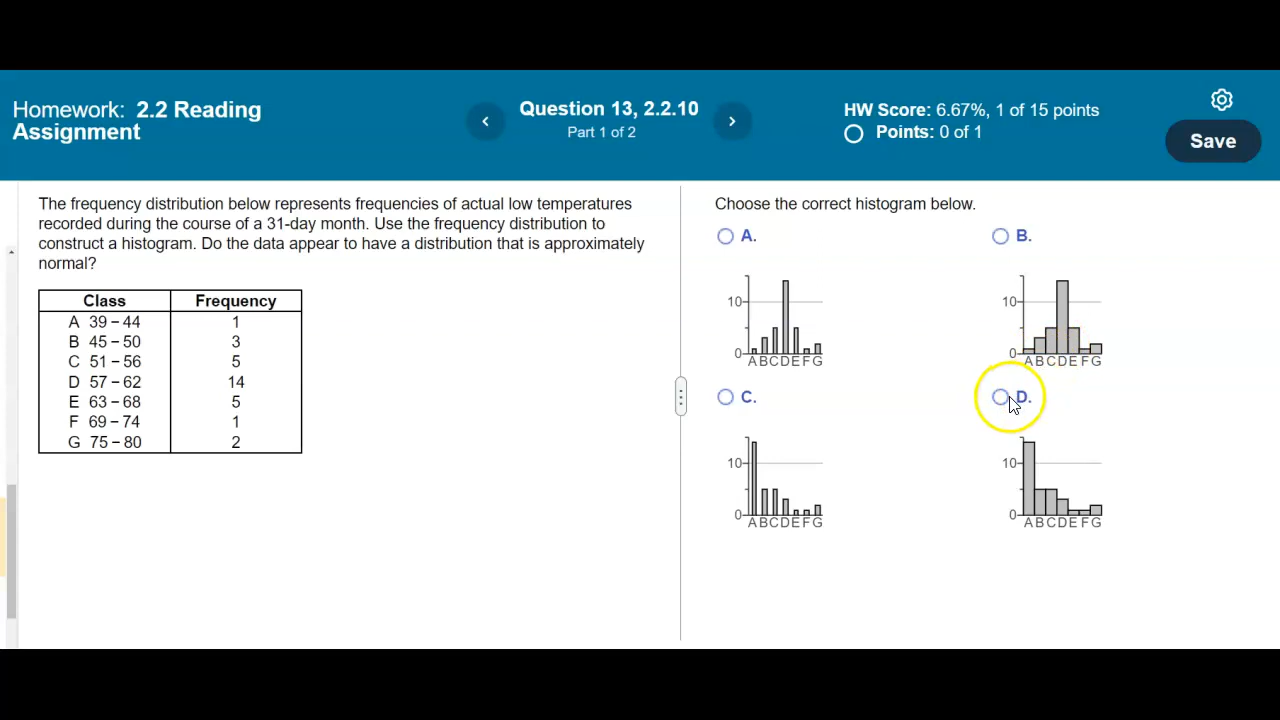 Homework: 2.2 Reading
Assignment
Question 13, 2.2.10
Part 1 of 2
HW Score: 6.67%, 1 of 15 points
Points: 0 of 1
Save
The frequency distribution below represents frequencies of actual low temperatures
recorded during the course of a 31-day month. Use the frequency distribution to
construct a histogram. Do the data appear to have a distribution that is approximately
normal?
Class Frequency
A 39 – 44 1
B 45 – 50 3
C 51 – 56 5
D 57 – 62 14
E 63 – 68 5
F 69 – 74 1
G 75 – 80 2
Choose the correct histogram below.
A.
10
0
A B C D E F G
B.
10
0
A B C D E F G
C.
10
0
A B C D E F G
D.
10
0
A B C D E F G